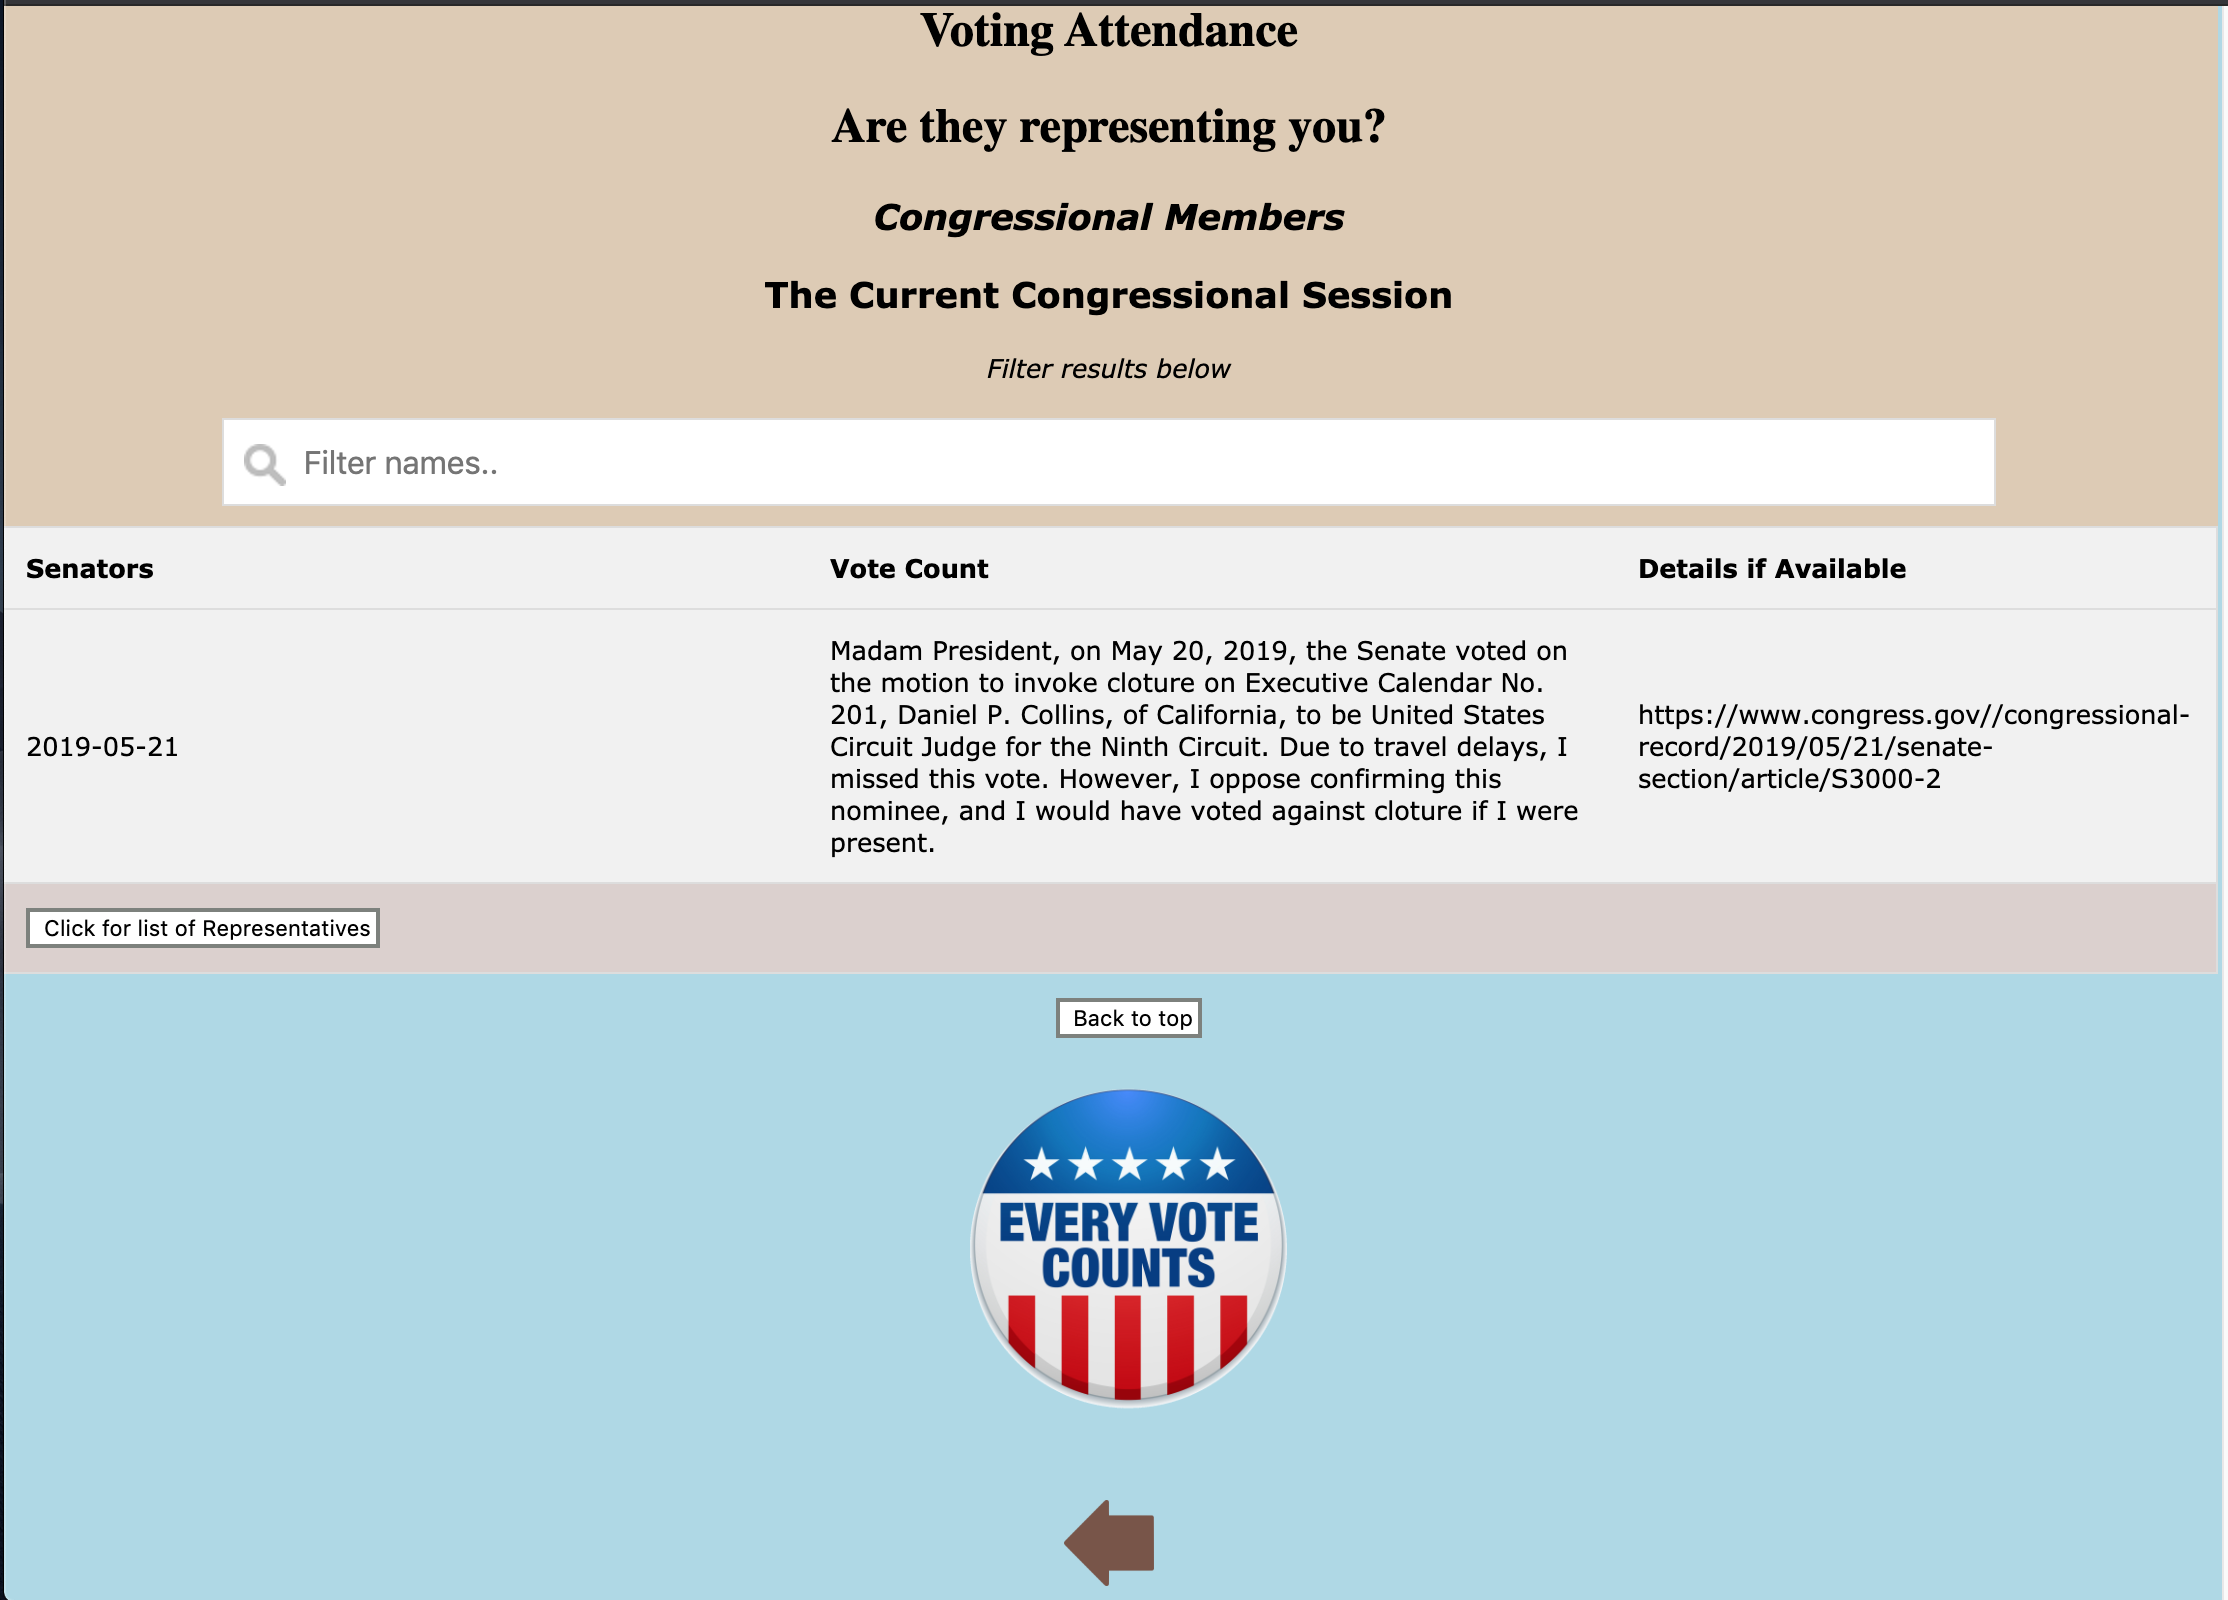 Voting Attendance
Are they representing you?
Congressional Members
The Current Congressional Session
Filter results below
Filter names..
Senators Vote Count Details if Available
2019-05-21
Madam President, on May 20, 2019, the Senate voted on
the motion to invoke cloture on Executive Calendar No.
201, Daniel P. Collins, of California, to be United States
Circuit Judge for the Ninth Circuit. Due to travel delays, I
missed this vote. However, I oppose confirming this
nominee, and I would have voted against cloture if I were
present.
https://www.congress.gov//congressional-
record/2019/05/21/senate-
section/article/S3000-2
Click for list of Representatives
Back to top
EVERY VOTE
COUNTS